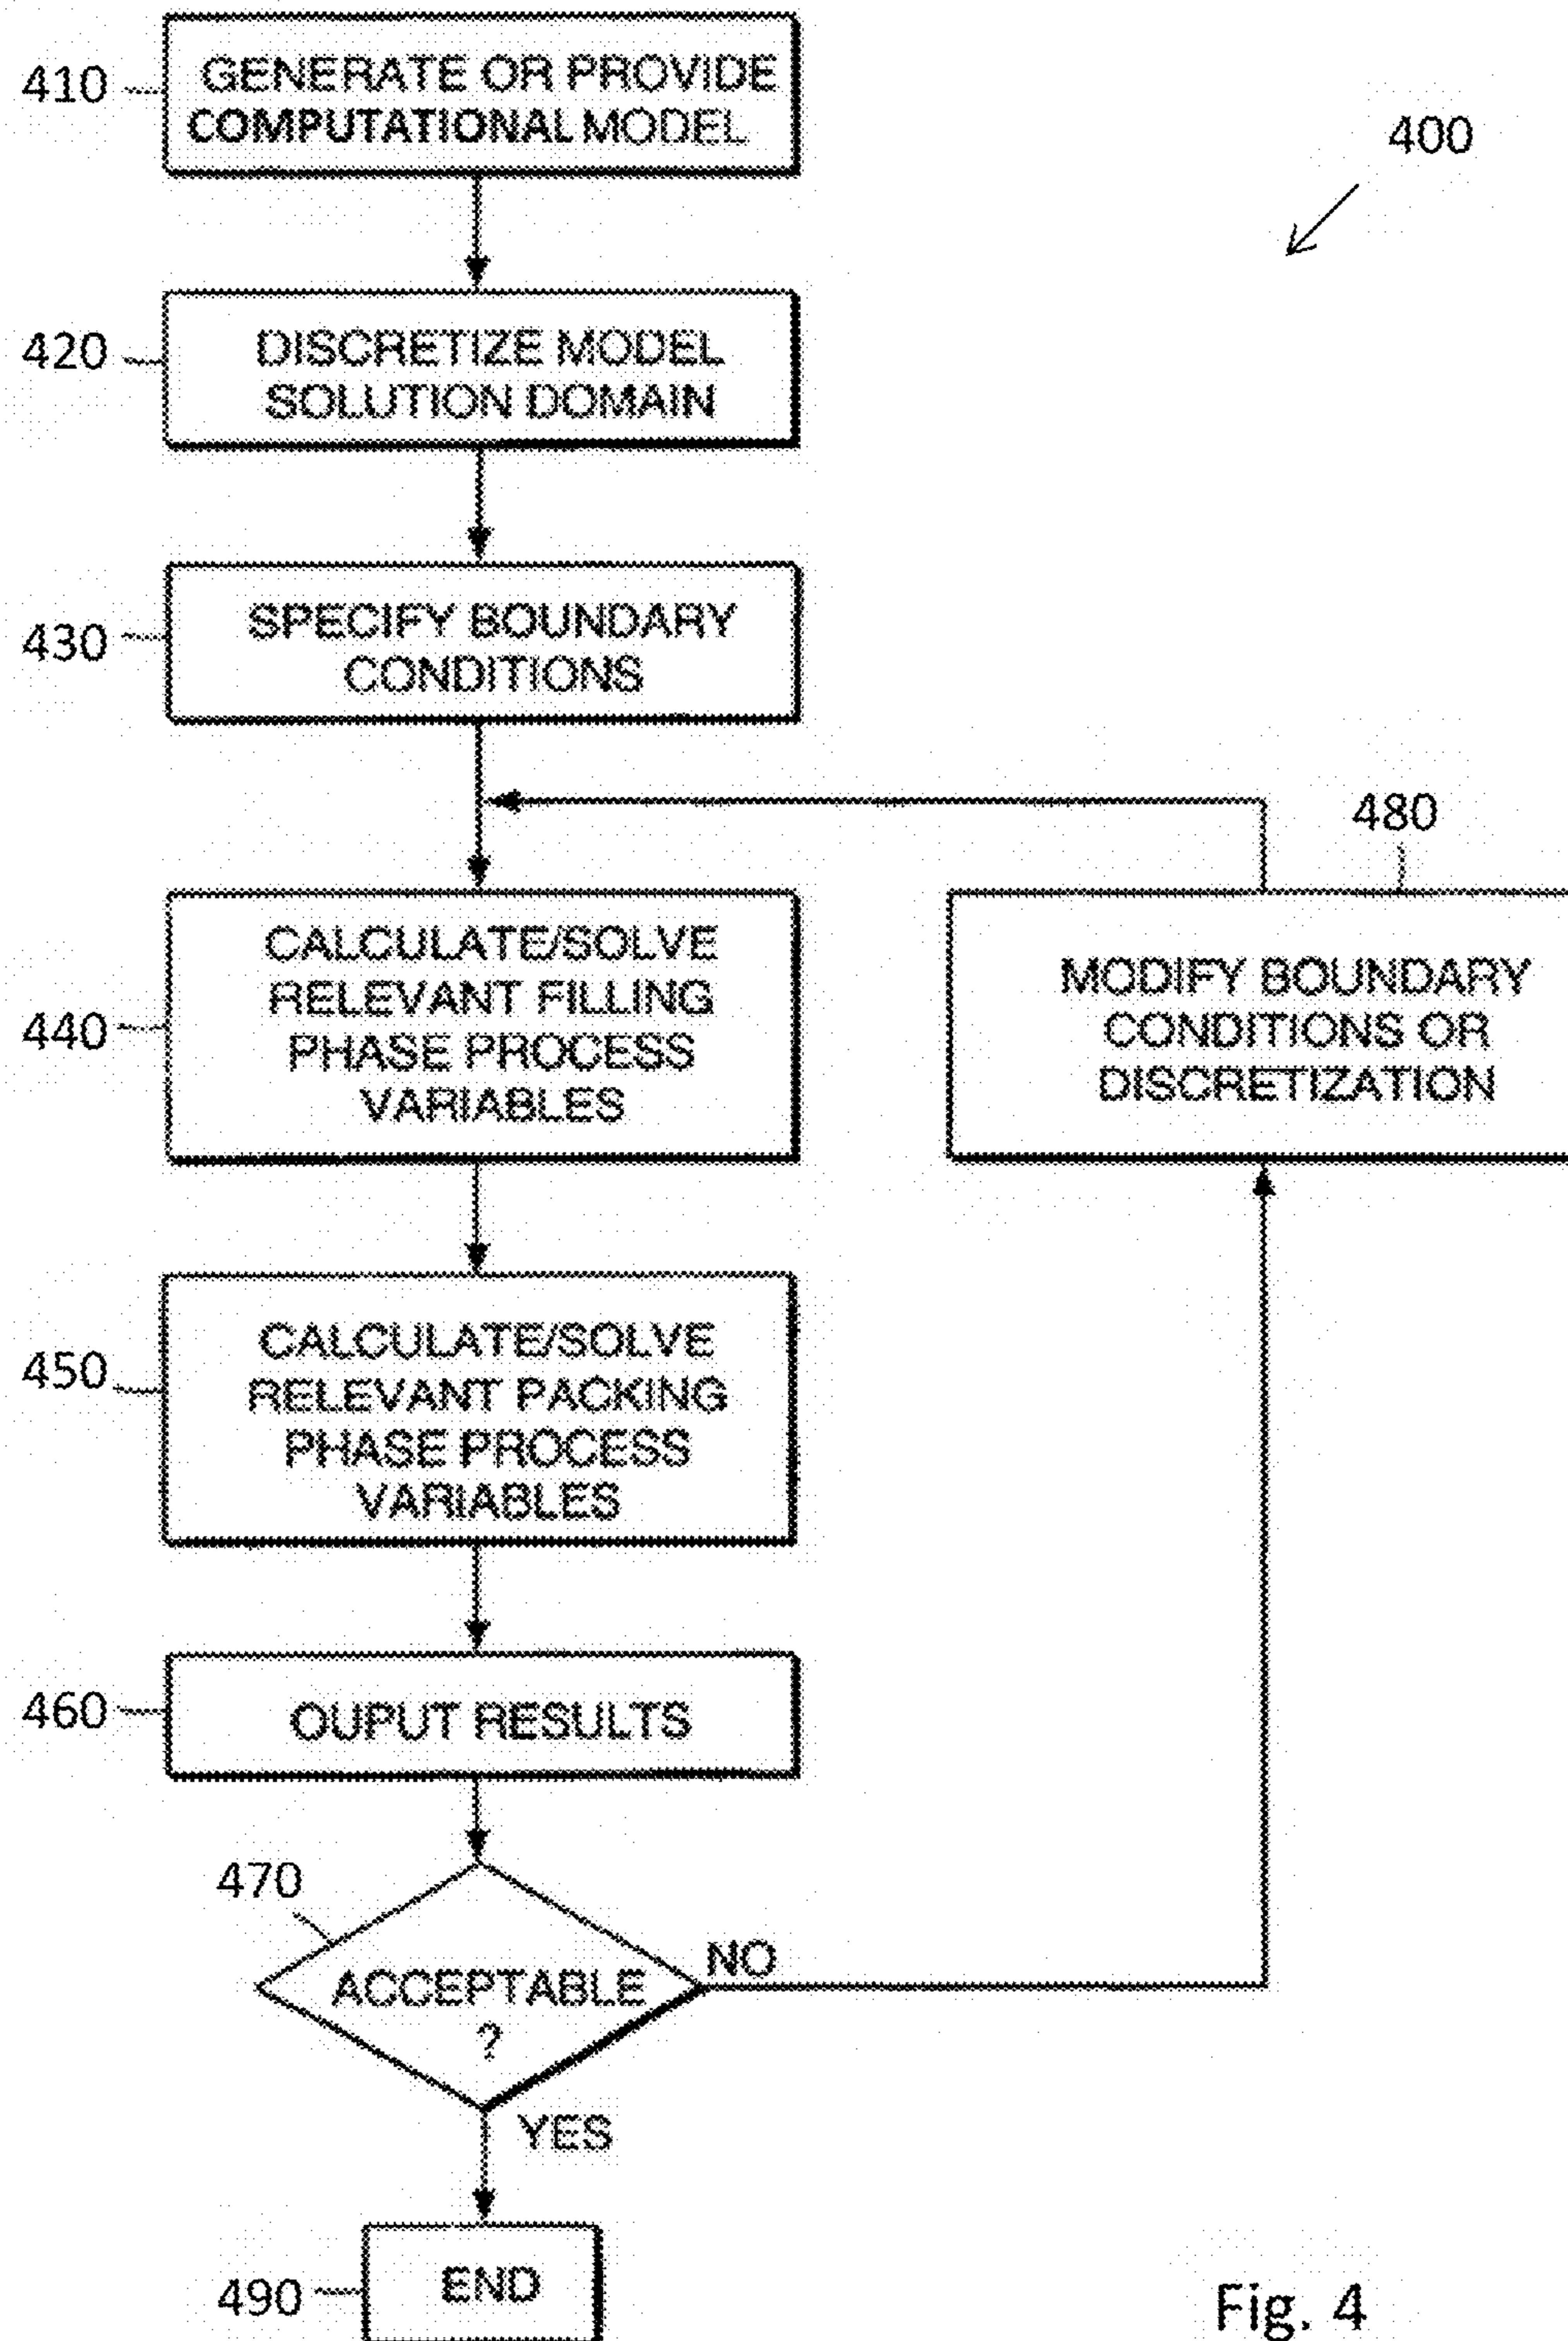 410
GENERATE OR PROVIDE
COMPUTATIONAL MODEL
400
420
DISCRETIZE MODEL
SOLUTION DOMAIN
430
SPECIFY BOUNDARY
CONDITIONS
440
CALCULATE/SOLVE
RELEVANT FILLING
PHASE PROCESS
VARIABLES
480
MODIFY BOUNDARY
CONDITIONS OR
DISCRETIZATION
450
CALCULATE/SOLVE
RELEVANT PACKING
PHASE PROCESS
VARIABLES
460
OUPUT RESULTS
470
ACCEPTABLE
?
NO
YES
490
END
Fig. 4